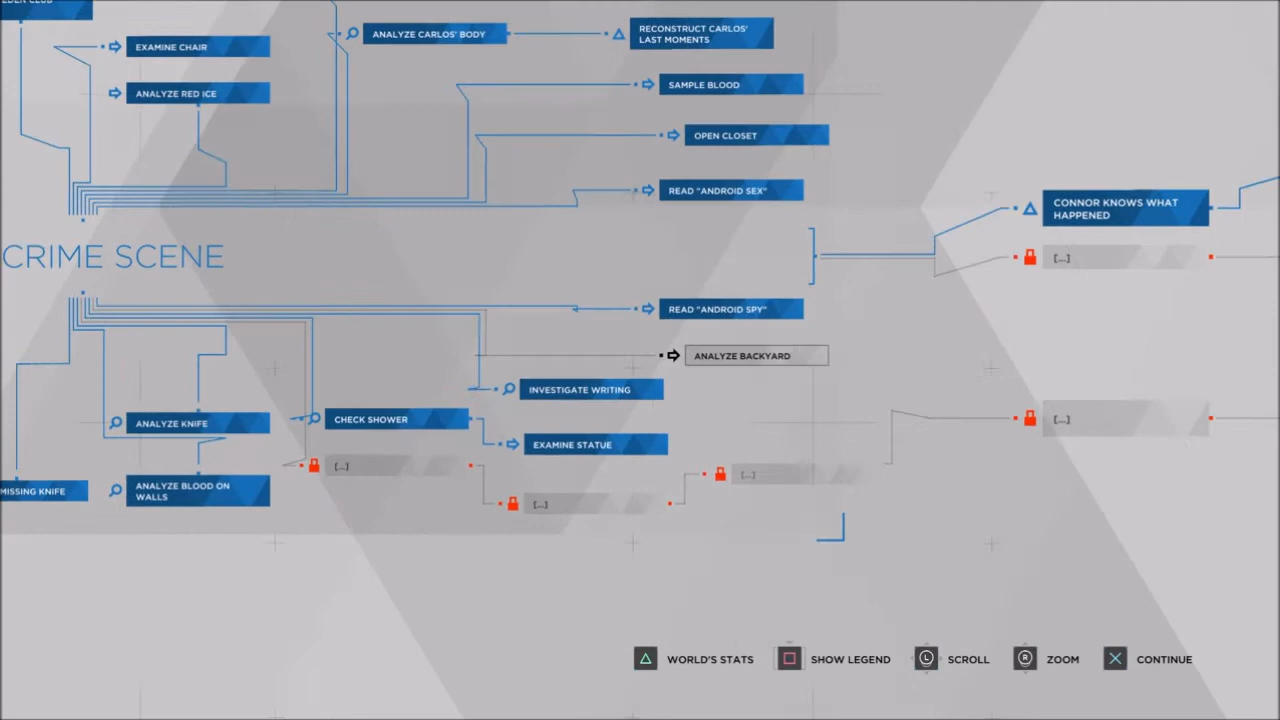 EDEN CLUB
EXAMINE CHAIR
ANALYZE RED ICE
ANALYZE CARLOS' BODY
RECONSTRUCT CARLOS'
LAST MOMENTS
SAMPLE BLOOD
OPEN CLOSET
READ "ANDROID SEX"
CONNOR KNOWS WHAT
HAPPENED
[...]
CRIME SCENE
READ "ANDROID SPY"
ANALYZE BACKYARD
INVESTIGATE WRITING
ANALYZE KNIFE
CHECK SHOWER
[...]
EXAMINE STATUE
[...]
[...]
MISSING KNIFE
ANALYZE BLOOD ON
WALLS
[...]
WORLD'S STATS
SHOW LEGEND
L
SCROLL
R
ZOOM
CONTINUE